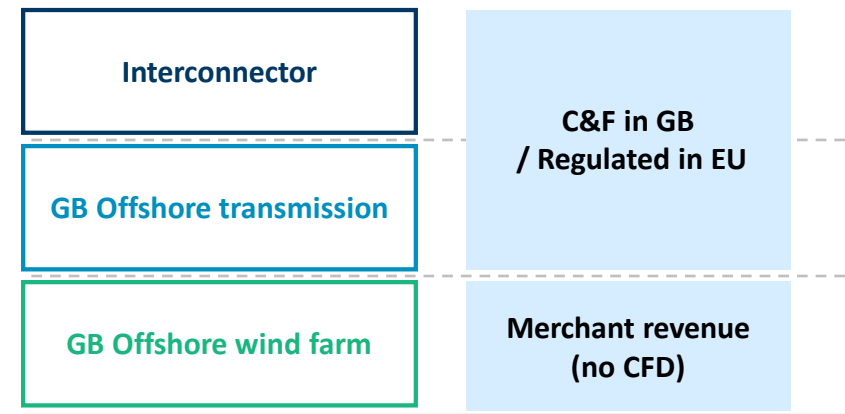 Interconnector
C&F in GB
/ Regulated in EU
GB Offshore transmission
GB Offshore wind farm
Merchant revenue
(no CFD)